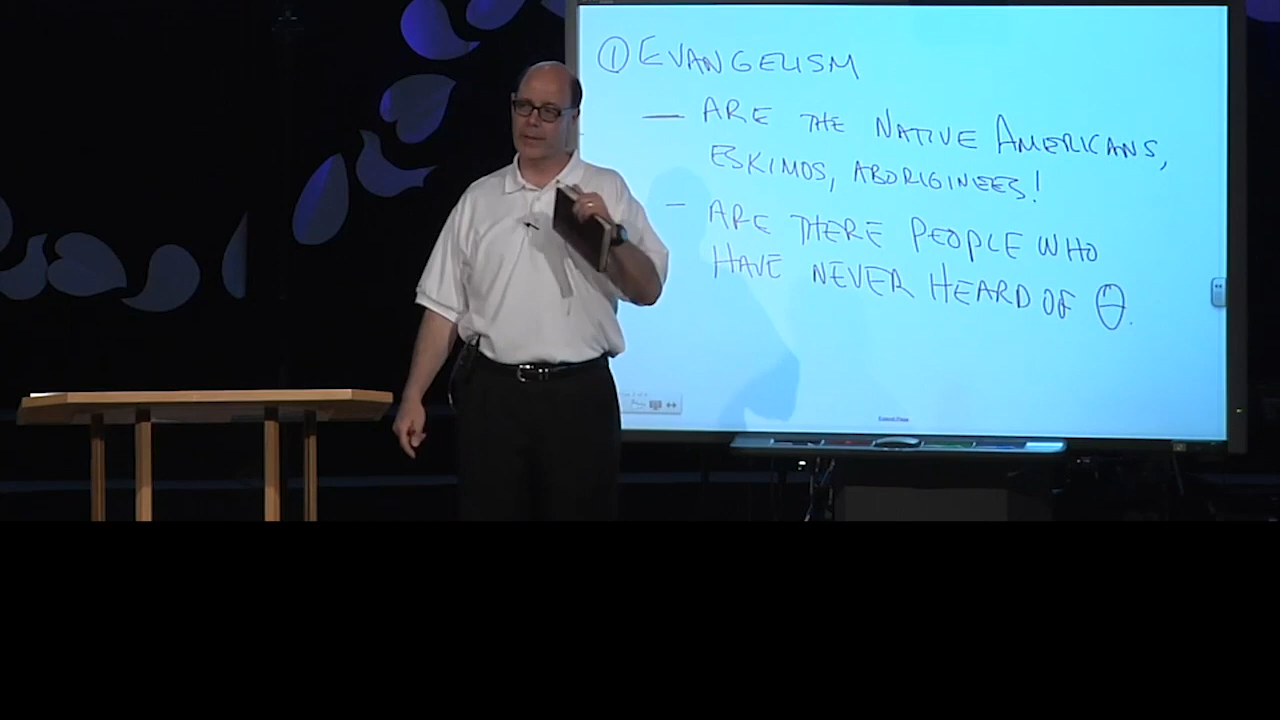 ① EVANGELISM
— ARE THE NATIVE AMERICANS,
ESKIMOS, ABORIGINEES!
- ARE THERE PEOPLE WHO
HAVE NEVER HEARD OF Θ.